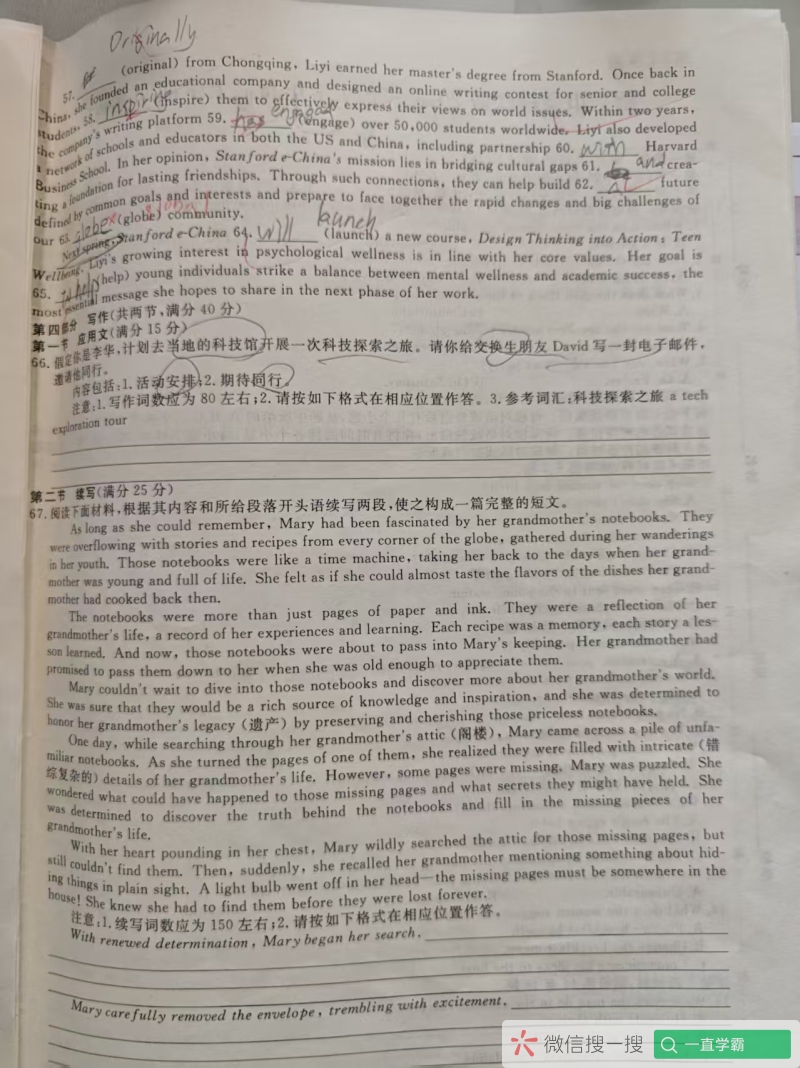 Originally
57. (original) from Chongqing, Liyi earned her master's degree from Stanford. Once back in
China, she founded an educational company and designed an online writing contest for senior and college
students, 58. inspiring (inspire) them to effectively express their views on world issues. Within two years,
engaged
the company's writing platform 59. has (engage) over 50,000 students worldwide. Liyi also developed
a network of schools and educators in both the US and China, including partnership 60. with Harvard
Business School. In her opinion, Stanford e-China's mission lies in bridging cultural gaps 61. and crea-
ting a foundation for lasting friendships. Through such connections, they can help build 62. a future
defined by common goals and interests and prepare to face together the rapid changes and big challenges of
our 63. globe global (globe) community.
launch
Next spring, Stanford e-China 64. will (launch) a new course, Design Thinking into Action: Teen
Wellbeing. Liyi's growing interest in psychological wellness is in line with her core values. Her goal is
65. (help) young individuals strike a balance between mental wellness and academic success, the
most essential message she hopes to share in the next phase of her work.
第四部分 写作(共两节,满分 40 分)
第一节 应用文(满分 15 分)
66. 假定你是李华,计划去当地的科技馆开展一次科技探索之旅。请你给交换生朋友 David 写一封电子邮件,
邀请他同行。
内容包括:1. 活动安排;2. 期待同行。
注意:1. 写作词数应为 80 左右;2. 请按如下格式在相应位置作答。3. 参考词汇:科技探索之旅 a tech
exploration tour
第二节 续写(满分 25 分)
67. 阅读下面材料,根据其内容和所给段落开头语续写两段,使之构成一篇完整的短文。
As long as she could remember, Mary had been fascinated by her grandmother's notebooks. They
were overflowing with stories and recipes from every corner of the globe, gathered during her wanderings
in her youth. Those notebooks were like a time machine, taking her back to the days when her grand-
mother was young and full of life. She felt as if she could almost taste the flavors of the dishes her grand-
mother had cooked back then.
The notebooks were more than just pages of paper and ink. They were a reflection of her
grandmother's life, a record of her experiences and learning. Each recipe was a memory, each story a les-
son learned. And now, those notebooks were about to pass into Mary's keeping. Her grandmother had
promised to pass them down to her when she was old enough to appreciate them.
Mary couldn't wait to dive into those notebooks and discover more about her grandmother's world.
She was sure that they would be a rich source of knowledge and inspiration, and she was determined to
honor her grandmother's legacy (遗产) by preserving and cherishing those priceless notebooks.
One day, while searching through her grandmother's attic (阁楼), Mary came across a pile of unfa-
miliar notebooks. As she turned the pages of one of them, she realized they were filled with intricate (错
综复杂的) details of her grandmother's life. However, some pages were missing. Mary was puzzled. She
wondered what could have happened to those missing pages and what secrets they might have held. She
was determined to discover the truth behind the notebooks and fill in the missing pieces of her
grandmother's life.
With her heart pounding in her chest, Mary wildly searched the attic for those missing pages, but
still couldn't find them. Then, suddenly, she recalled her grandmother mentioning something about hid-
ing things in plain sight. A light bulb went off in her head—the missing pages must be somewhere in the
house! She knew she had to find them before they were lost forever.
注意:1. 续写词数应为 150 左右;2. 请按如下格式在相应位置作答。
With renewed determination, Mary began her search.
Mary carefully removed the envelope, trembling with excitement.
微信搜一搜 一直学霸